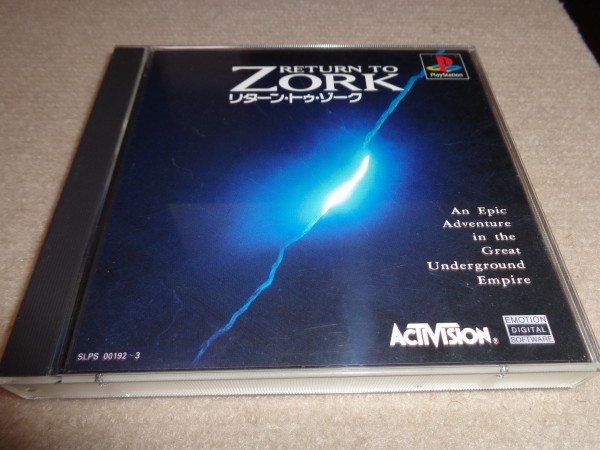 RETURN TO
ZORK
リターン・トゥ・ゾーク
PlayStation
An Epic
Adventure
in the
Great
Underground
Empire
ACTIVISION®
EMOTION
DIGITAL
SOFTWARE
SLPS 00192~3